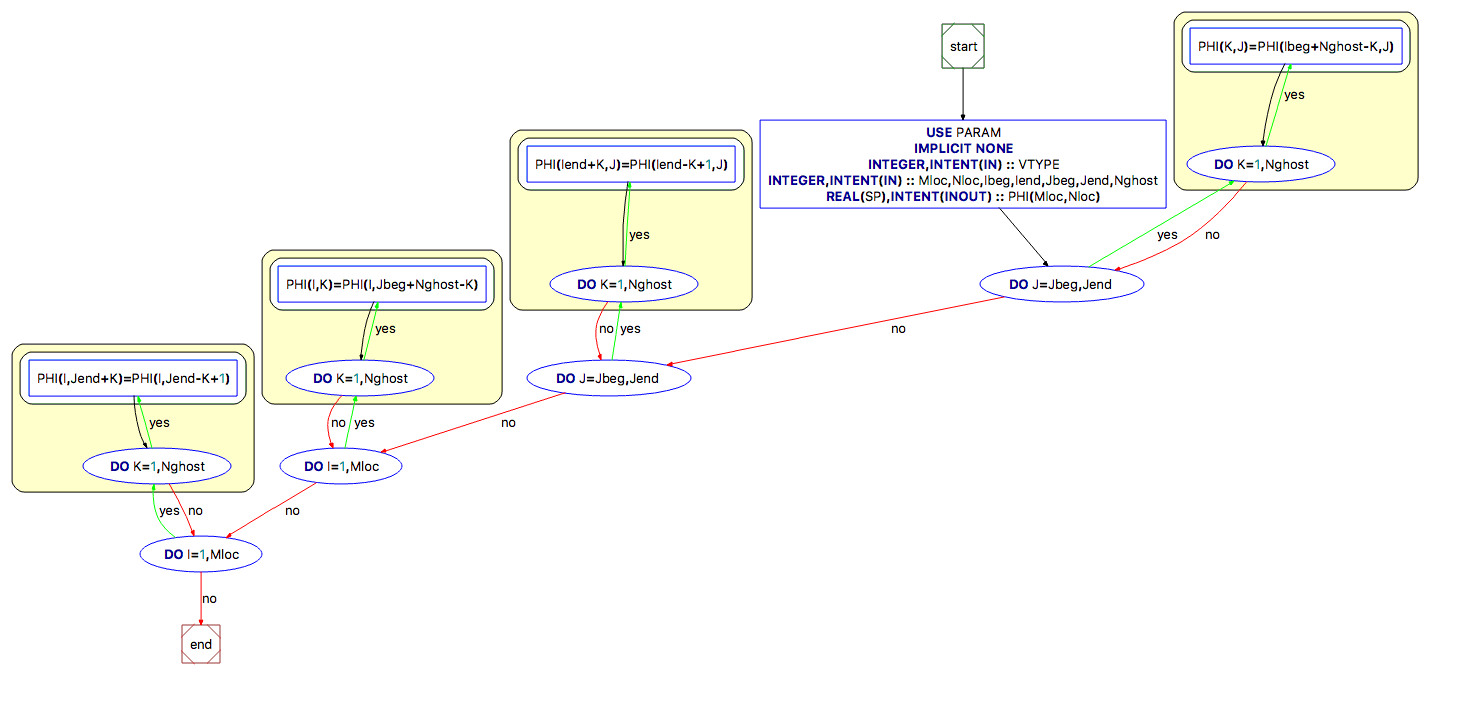 start
PHI(K,J)=PHI(Ibeg+Nghost-K,J)
yes
DO K=1,Nghost
USE PARAM
IMPLICIT NONE
INTEGER,INTENT(IN) :: VTYPE
INTEGER,INTENT(IN) :: Mloc,Nloc,Ibeg,Iend,Jbeg,Jend,Nghost
REAL(SP),INTENT(INOUT) :: PHI(Mloc,Nloc)
yes
no
DO J=Jbeg,Jend
no
PHI(Iend+K,J)=PHI(Iend-K+1,J)
yes
DO K=1,Nghost
no
yes
DO J=Jbeg,Jend
no
PHI(I,K)=PHI(I,Jbeg+Nghost-K)
yes
DO K=1,Nghost
no
yes
DO I=1,Mloc
no
PHI(I,Jend+K)=PHI(I,Jend-K+1)
yes
DO K=1,Nghost
yes
no
DO I=1,Mloc
no
end